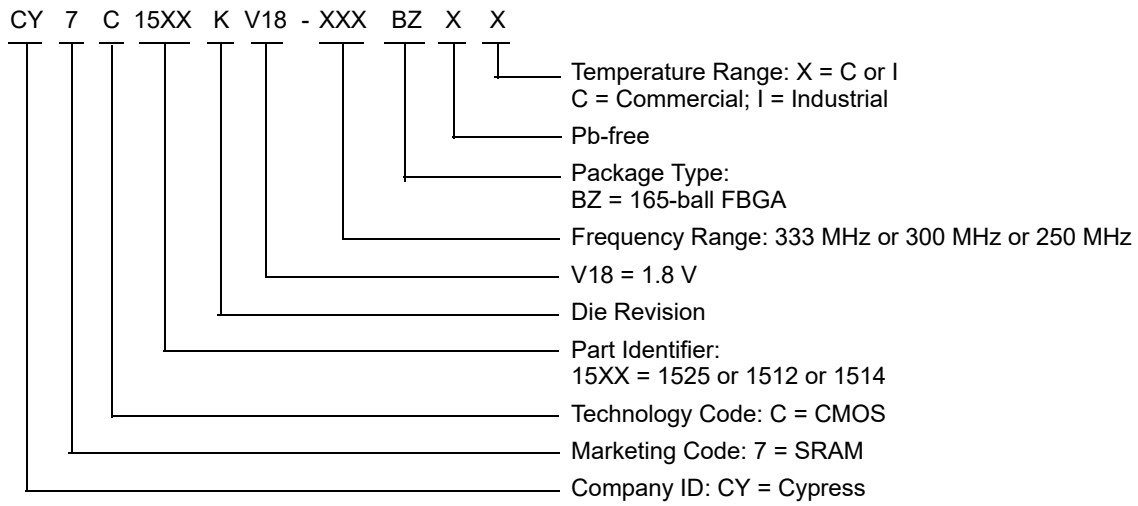 CY 7 C 15XX K V18 - XXX BZ X X
Temperature Range: X = C or I
C = Commercial; I = Industrial
Pb-free
Package Type:
BZ = 165-ball FBGA
Frequency Range: 333 MHz or 300 MHz or 250 MHz
V18 = 1.8 V
Die Revision
Part Identifier:
15XX = 1525 or 1512 or 1514
Technology Code: C = CMOS
Marketing Code: 7 = SRAM
Company ID: CY = Cypress